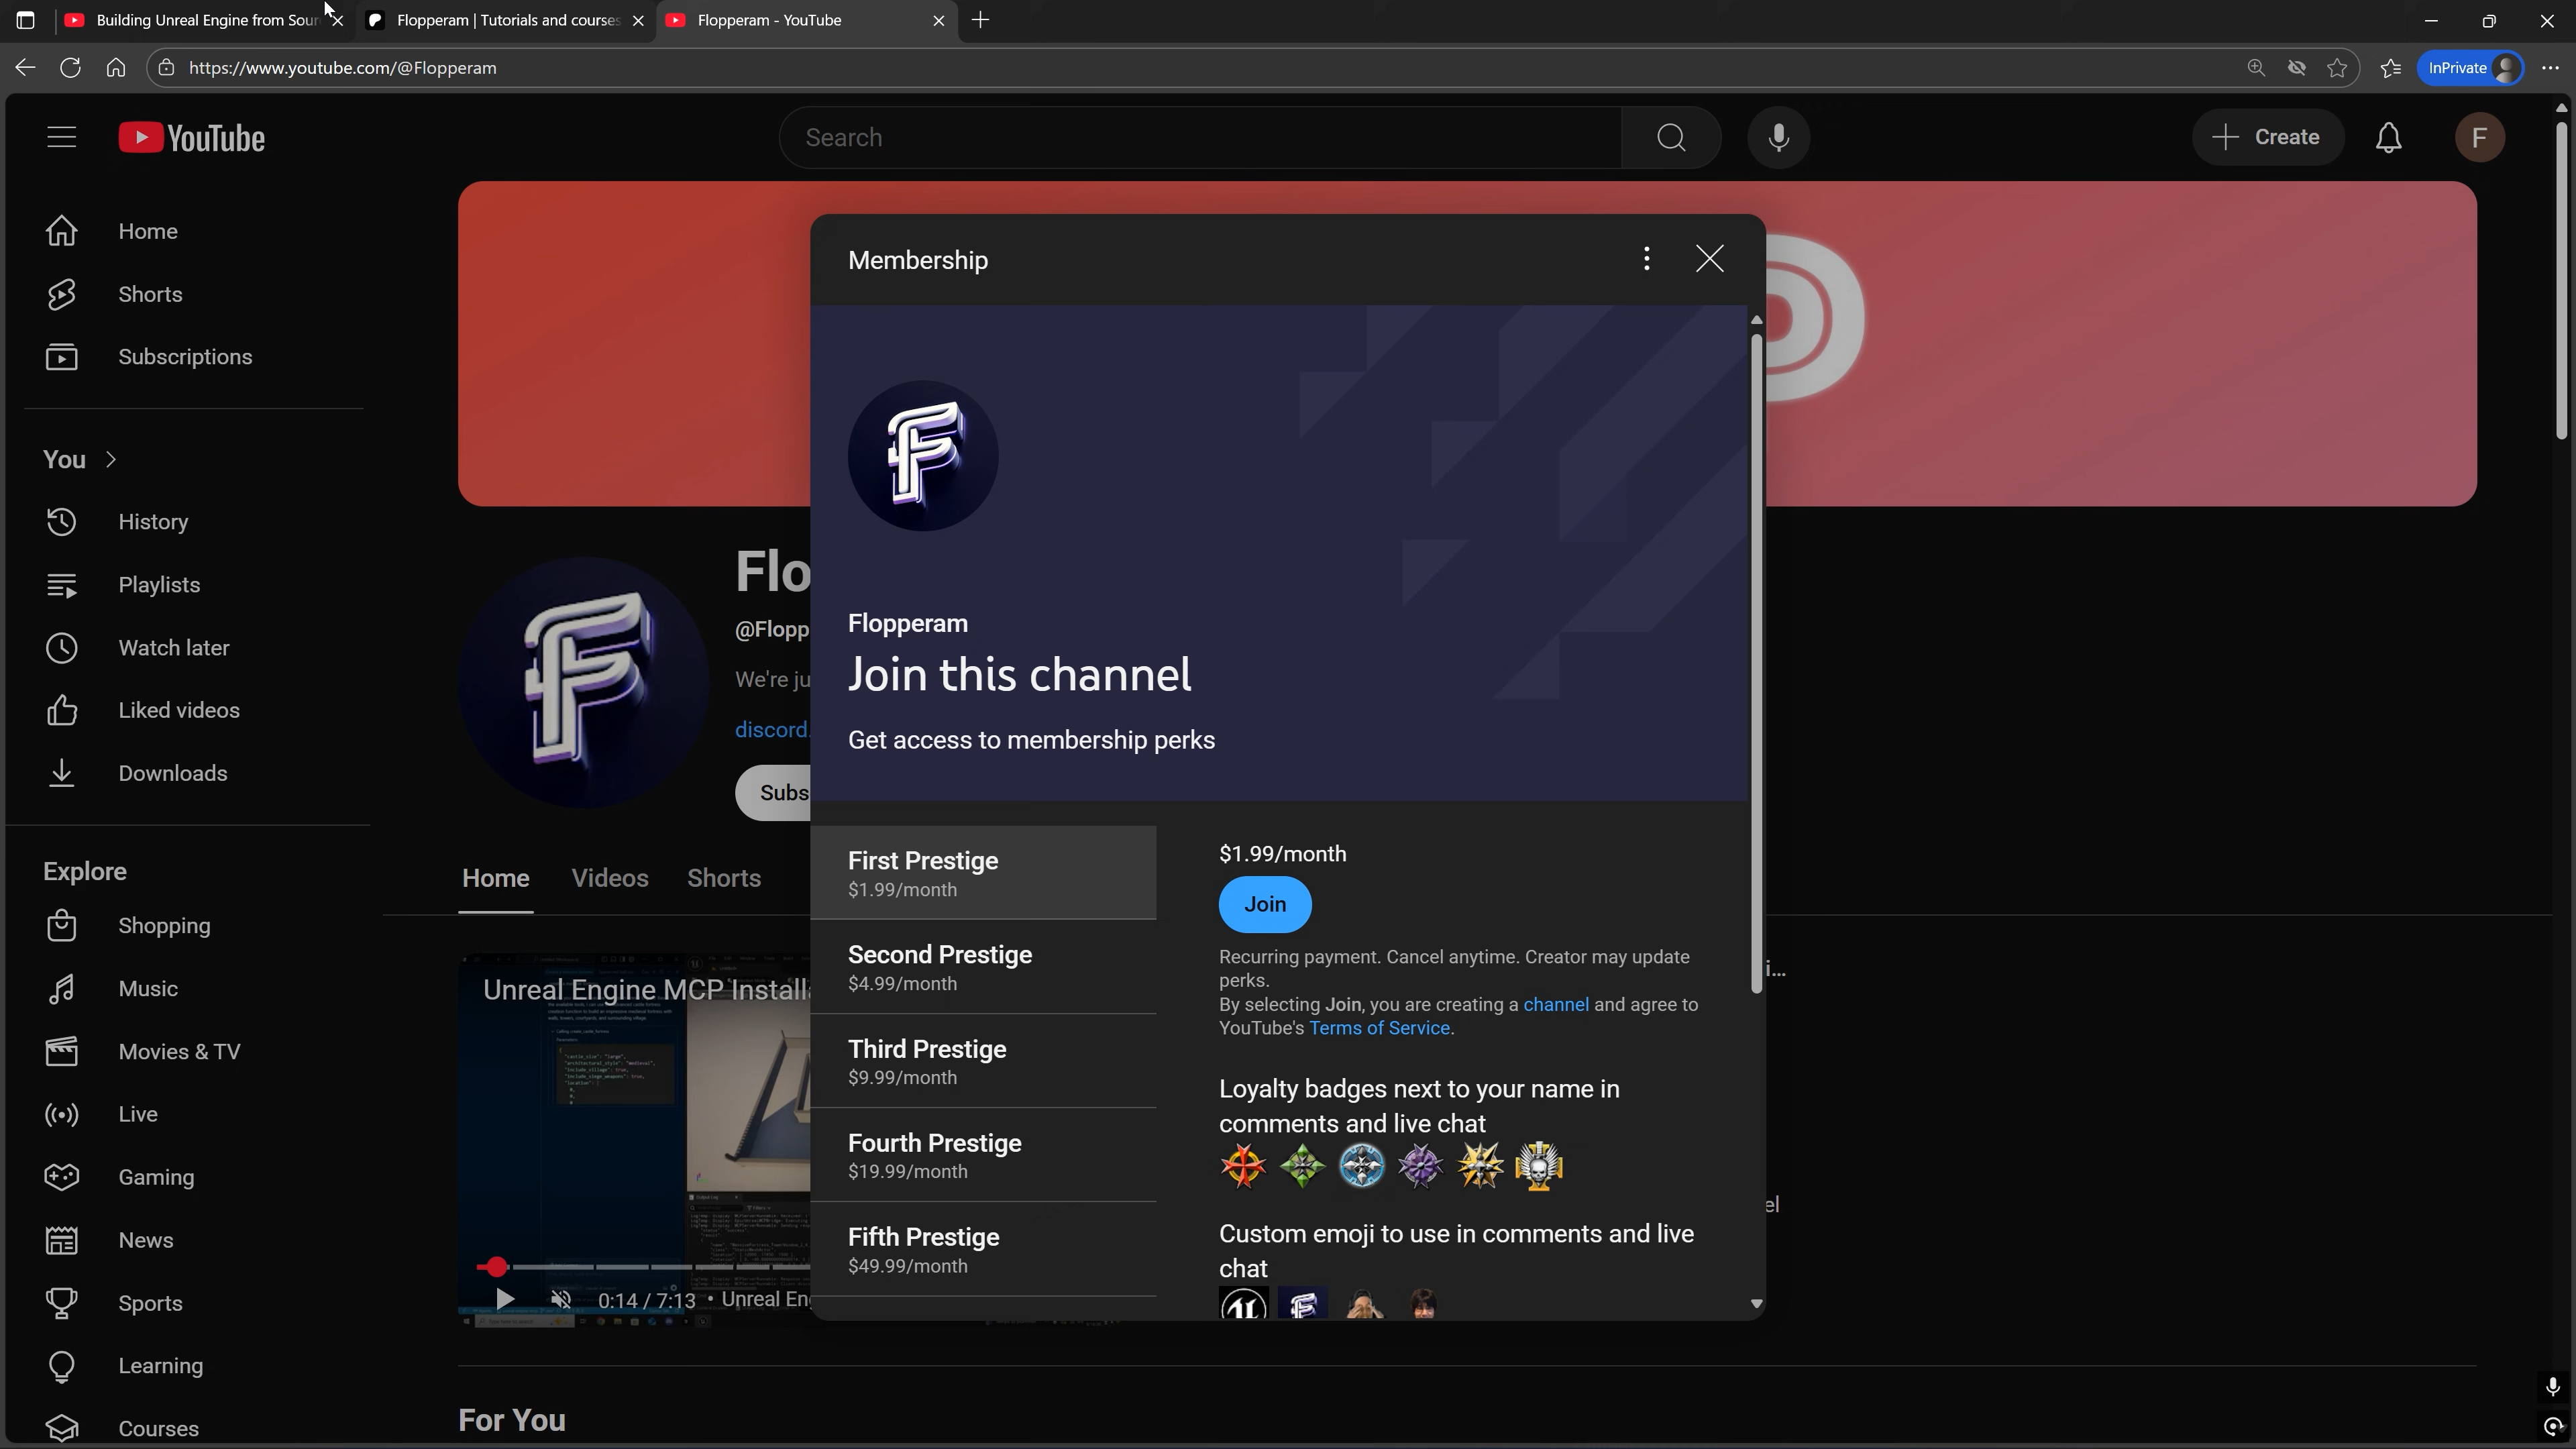 Building Unreal Engine from Sour
Flopperam | Tutorials and courses
Flopperam - YouTube
https://www.youtube.com/@Flopperam
InPrivate
YouTube
Search
Create
F
Home
Shorts
Subscriptions
You
History
Playlists
Watch later
Liked videos
Downloads
Explore
Shopping
Music
Movies & TV
Live
Gaming
News
Sports
Learning
Courses
Flo
@Flopp
We're ju
discord.
Subs
Home
Videos
Shorts
Unreal Engine MCP Installa
0:14 / 7:13 • Unreal Eng
For You
Membership
Flopperam
Join this channel
Get access to membership perks
First Prestige
$1.99/month
Second Prestige
$4.99/month
Third Prestige
$9.99/month
Fourth Prestige
$19.99/month
Fifth Prestige
$49.99/month
$1.99/month
Join
Recurring payment. Cancel anytime. Creator may update
perks.
By selecting Join, you are creating a channel and agree to
YouTube's Terms of Service.
Loyalty badges next to your name in
comments and live chat
Custom emoji to use in comments and live
chat